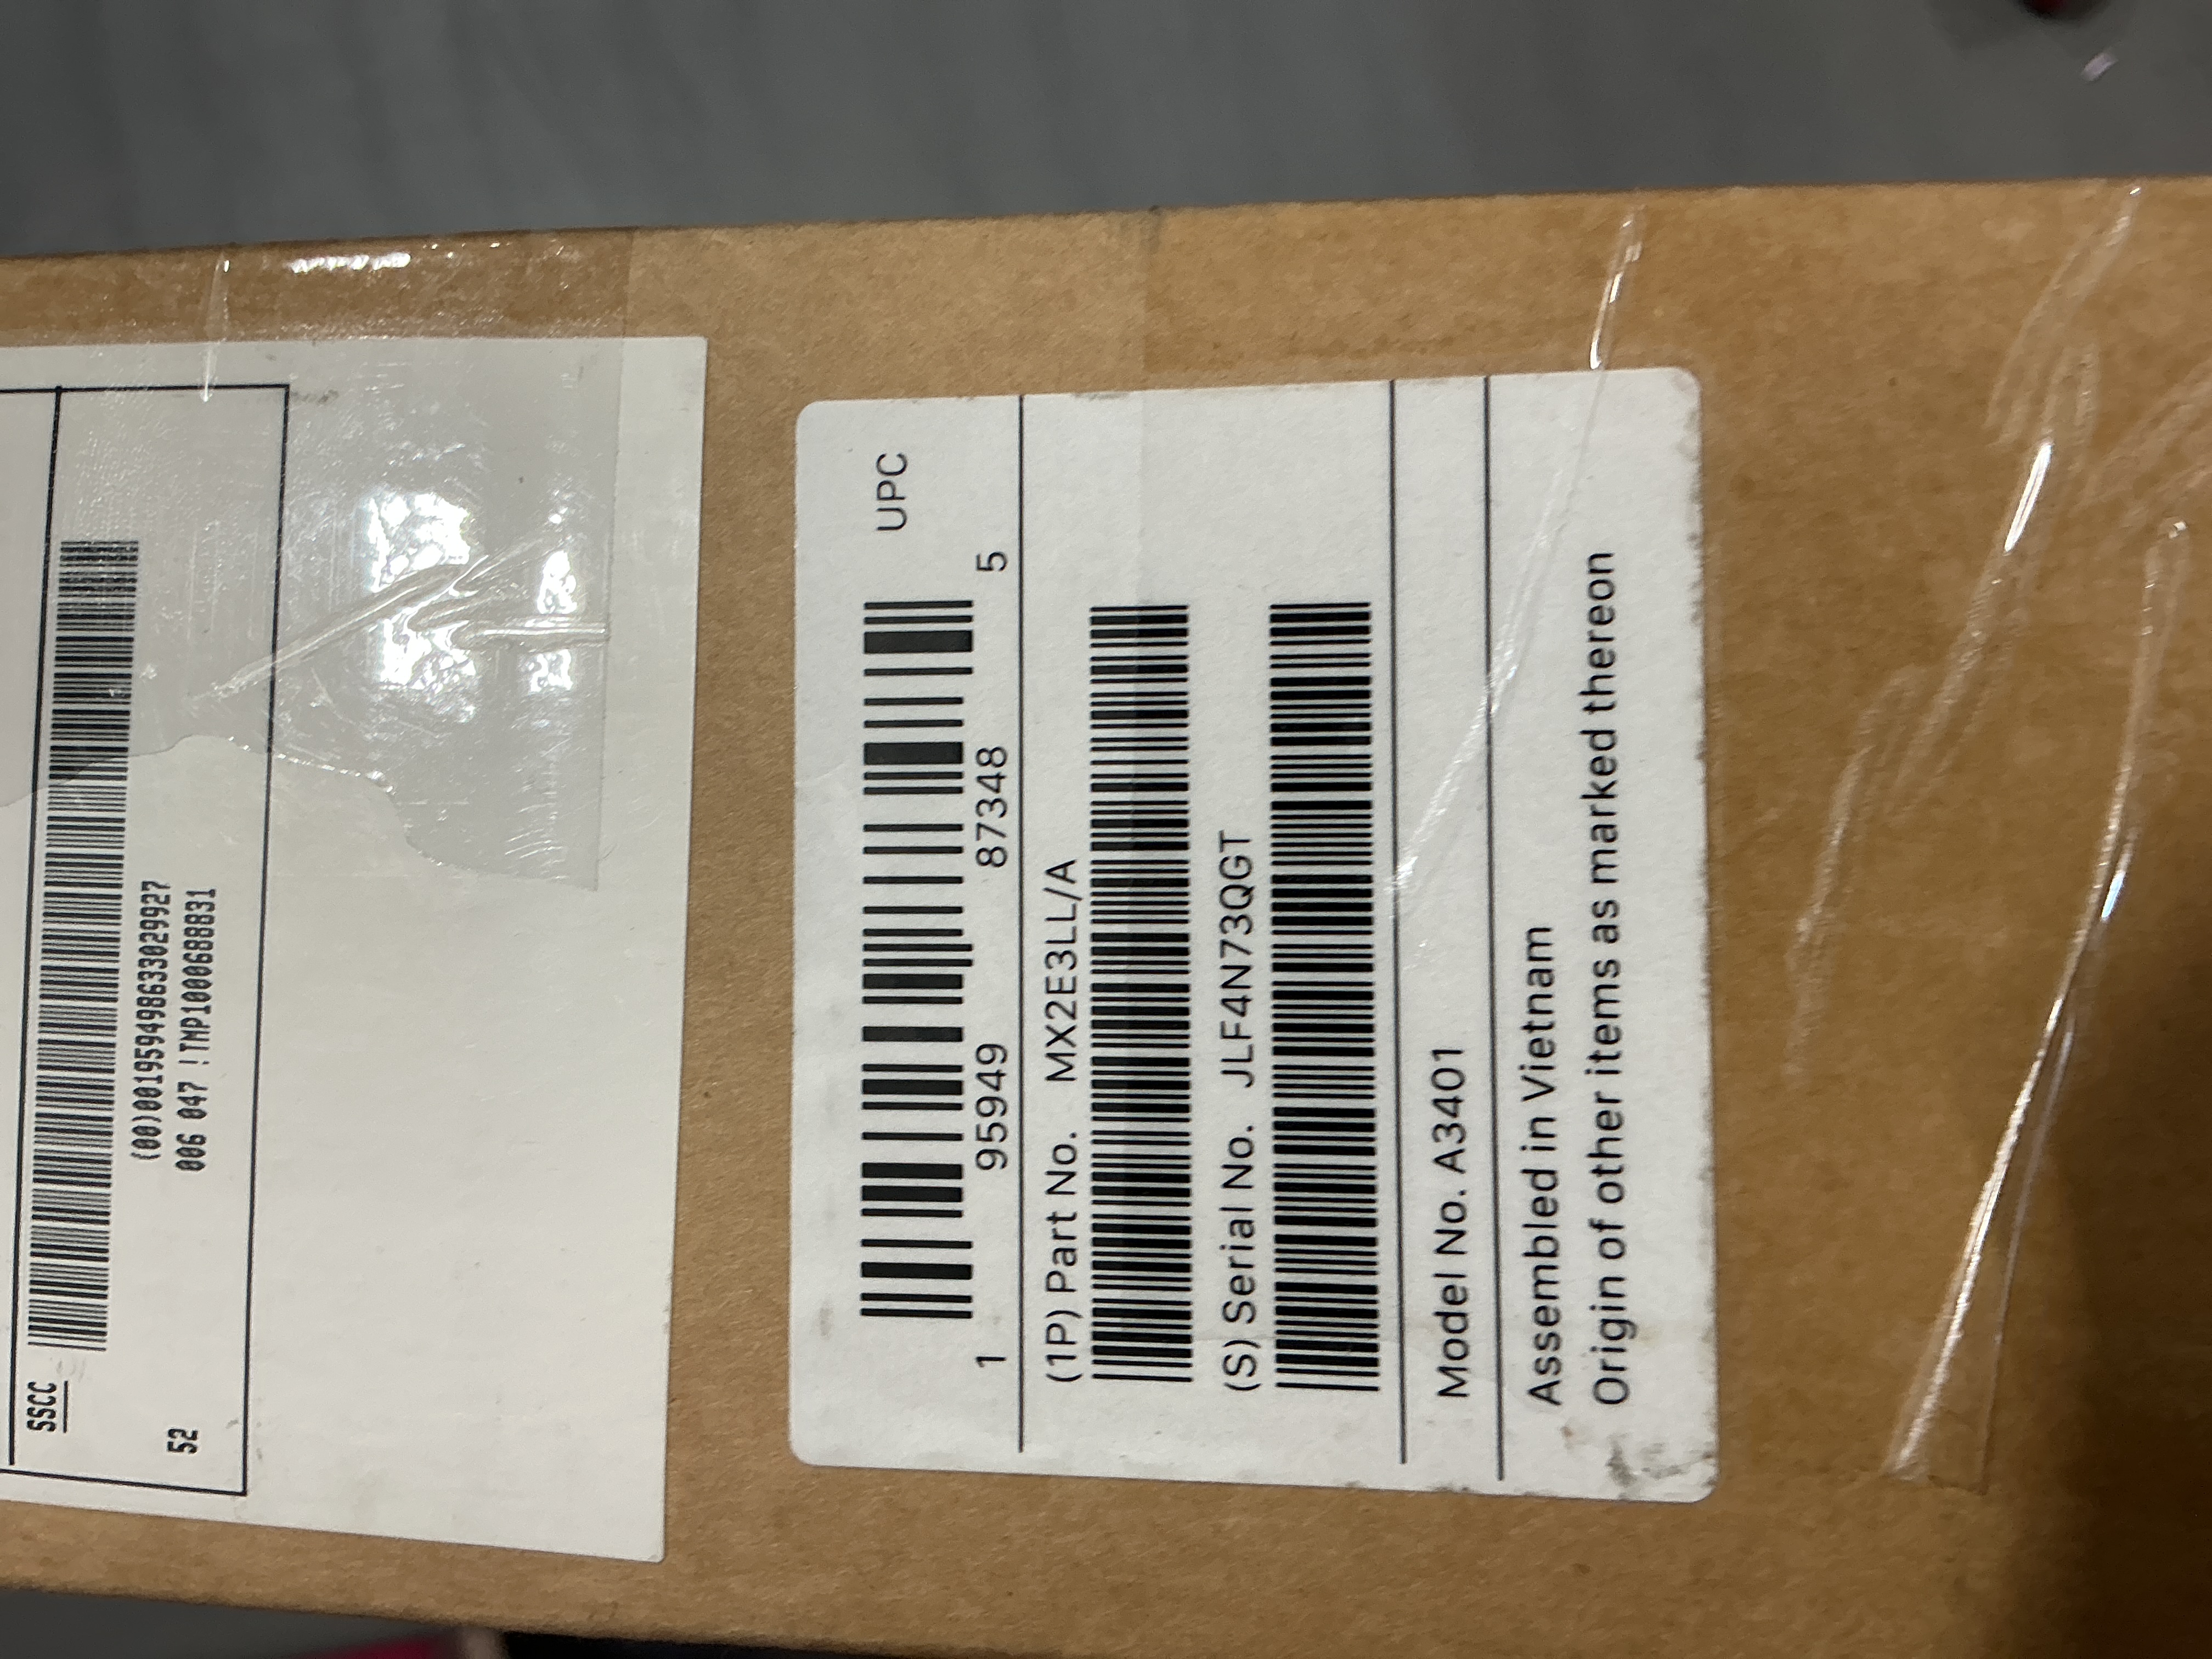 SSCC
(00)001959498633029927
52 006 047 !TMP1000688831
UPC
1 95949 87348 5
(1P) Part No. MX2E3LL/A
(S) Serial No. JLF4N73QGT
Model No. A3401
Assembled in Vietnam
Origin of other items as marked thereon